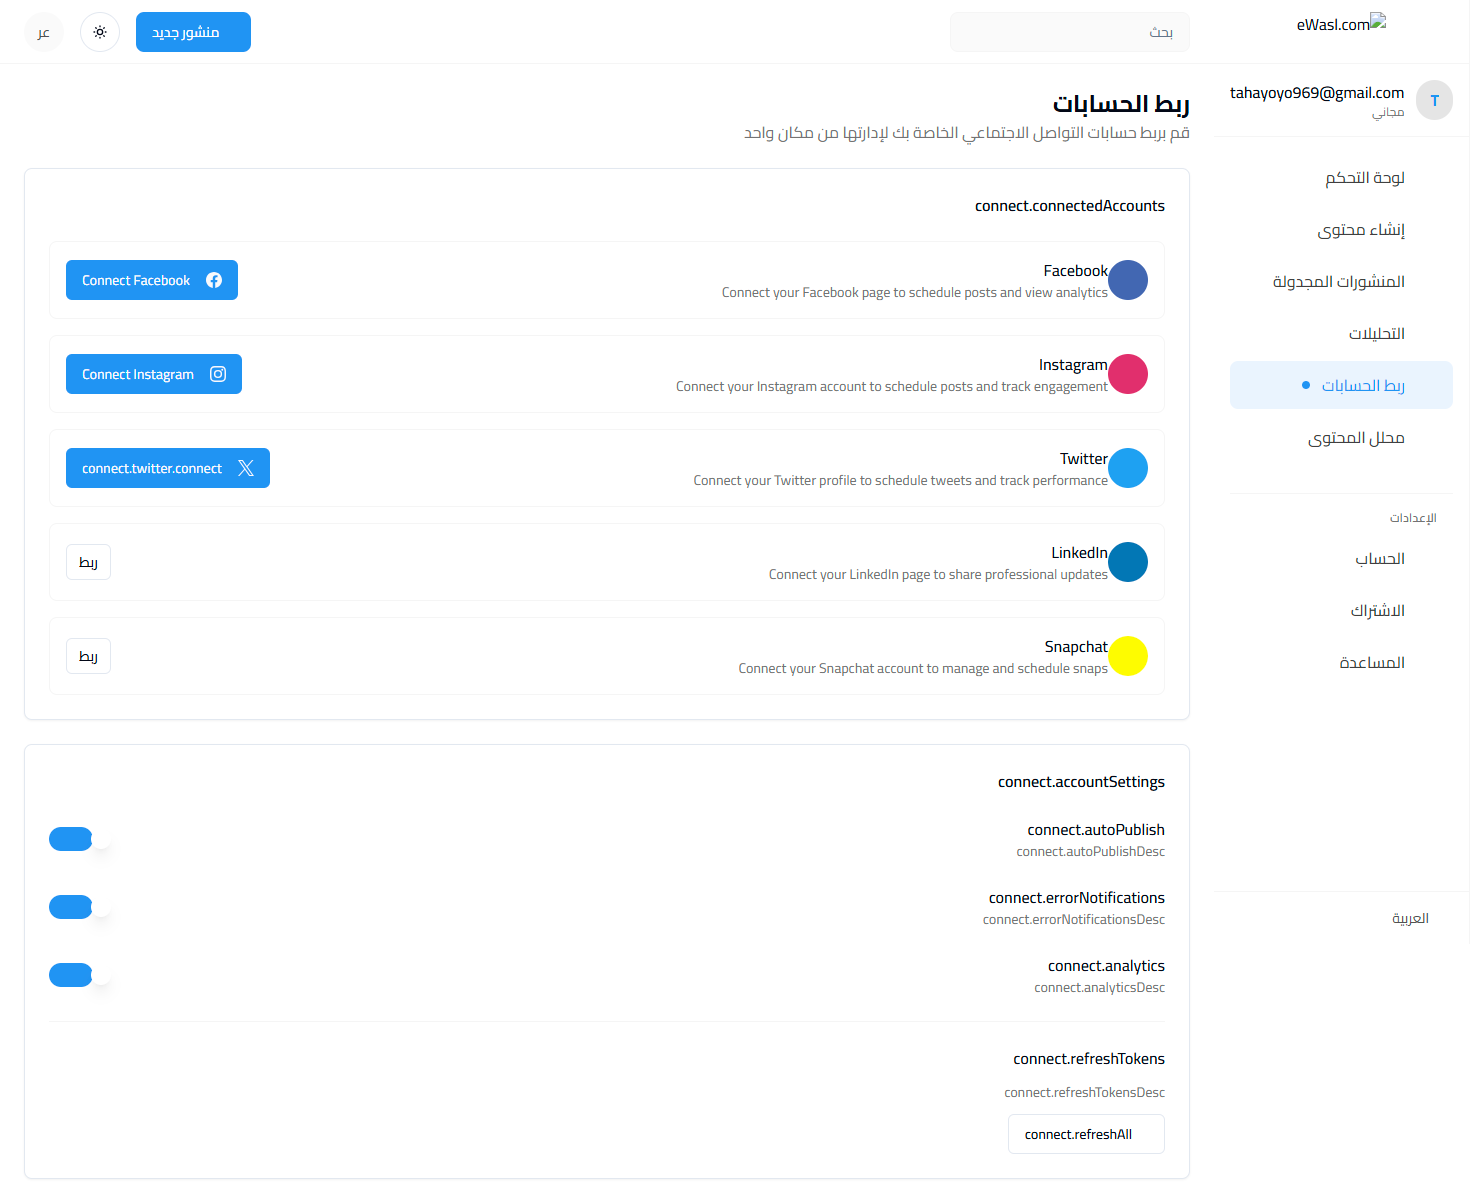 eWasl.com
بحث
منشور جديد
عر
tahayoyo969@gmail.com
مجاني
T
لوحة التحكم
إنشاء محتوى
المنشورات المجدولة
التحليلات
ربط الحسابات
محلل المحتوى
الإعدادات
الحساب
الاشتراك
المساعدة
العربية
ربط الحسابات
قم بربط حسابات التواصل الاجتماعي الخاصة بك لإدارتها من مكان واحد
connect.connectedAccounts
Facebook
Connect your Facebook page to schedule posts and view analytics
Connect Facebook
Instagram
Connect your Instagram account to schedule posts and track engagement
Connect Instagram
Twitter
Connect your Twitter profile to schedule tweets and track performance
connect.twitter.connect
LinkedIn
Connect your LinkedIn page to share professional updates
ربط
Snapchat
Connect your Snapchat account to manage and schedule snaps
ربط
connect.accountSettings
connect.autoPublish
connect.autoPublishDesc
connect.errorNotifications
connect.errorNotificationsDesc
connect.analytics
connect.analyticsDesc
connect.refreshTokens
connect.refreshTokensDesc
connect.refreshAll